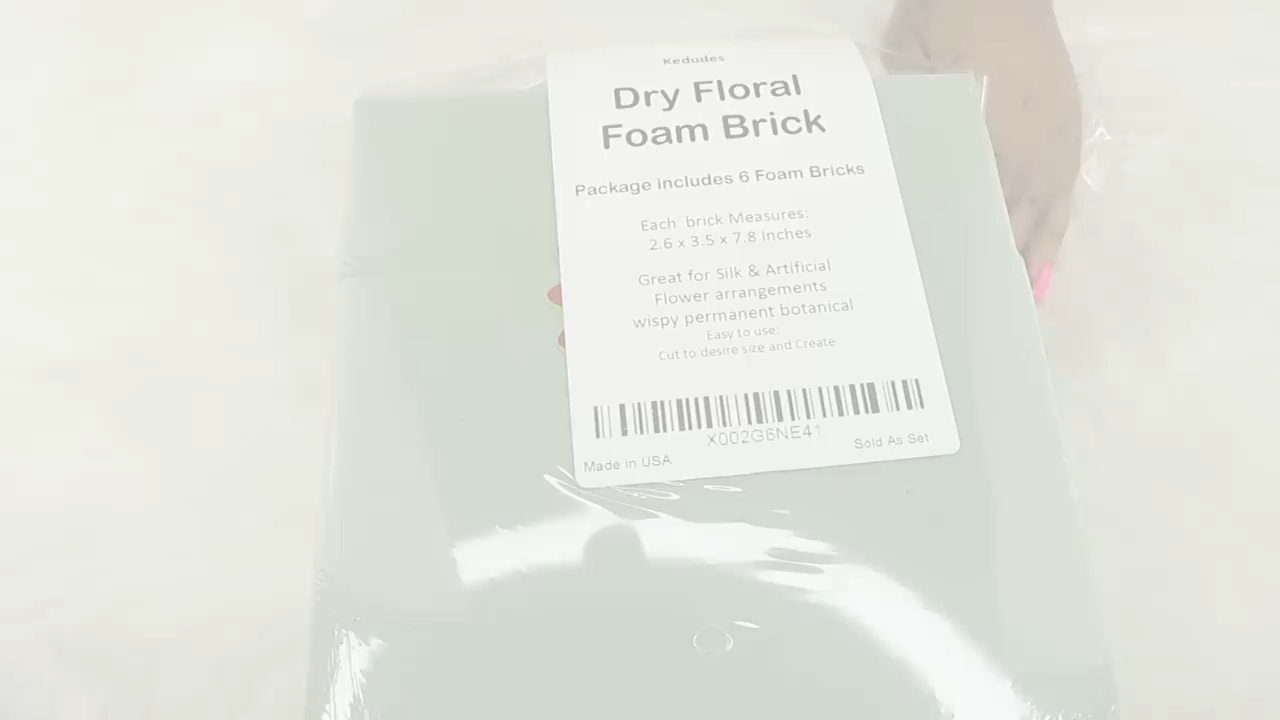 Kedudes
Dry Floral
Foam Brick
Package includes 6 Foam Bricks
Each brick Measures:
2.6 x 3.5 x 7.8 Inches
Great for Silk & Artificial
Flower arrangements
wispy permanent botanical
Easy to use:
Cut to desire size and Create
X002G6NE41
Made in USA
Sold As Set